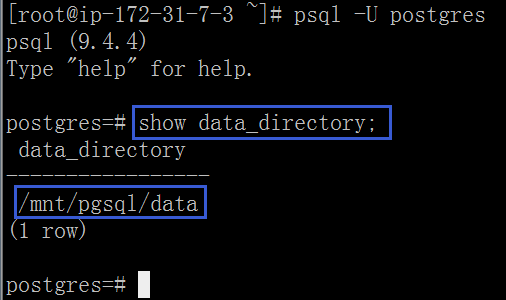 [root@ip-172-31-7-3 ~]# psql -U postgres
psql (9.4.4)
Type "help" for help.
postgres=# show data_directory;
data_directory
-----------------
/mnt/pgsql/data
(1 row)
postgres=#